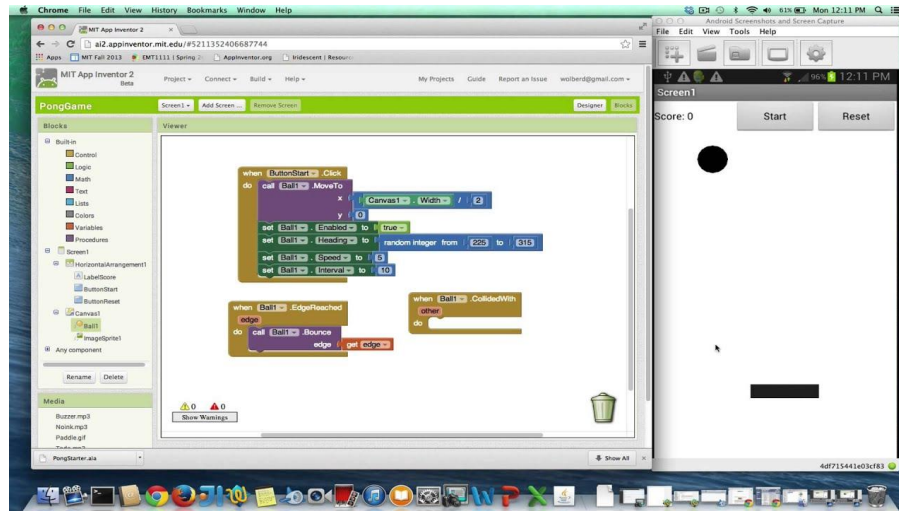 Chrome File Edit View History Bookmarks Window Help
61% Mon 12:11 PM
MIT App Inventor 2
ai2.appinventor.mit.edu/#5211352406687744
Apps MIT Fall 2013 EMT1111 | Spring 2 Appinventor.org Iridescent | Resourc
MIT App Inventor 2
Beta
Project Connect Build Help My Projects Guide Report an Issue wolberd@gmail.com
PongGame Screen1 Add Screen ... Remove Screen Designer Blocks
Blocks
Viewer
Built-in
Control
Logic
Math
Text
Lists
Colors
Variables
Procedures
Screen1
HorizontalArrangement1
LabelScore
ButtonStart
ButtonReset
Canvas1
Ball1
ImageSprite1
Any component
Rename Delete
Media
Buzzer.mp3
Noink.mp3
Paddle.gif
when ButtonStart .Click
do call Ball1 .MoveTo
x Canvas1 . Width / 2
y 0
set Ball1 . Enabled to true
set Ball1 . Heading to random integer from 225 to 315
set Ball1 . Speed to 5
set Ball1 . Interval to 10
when Ball1 .EdgeReached
edge
do call Ball1 .Bounce
edge get edge
when Ball1 .CollidedWith
other
do
0 0
Show Warnings
PongStarter.aia
Show All
Android Screenshots and Screen Capture
File Edit View Tools Help
96% 12:11 PM
Screen1
Score: 0 Start Reset
4df715441e03cf83